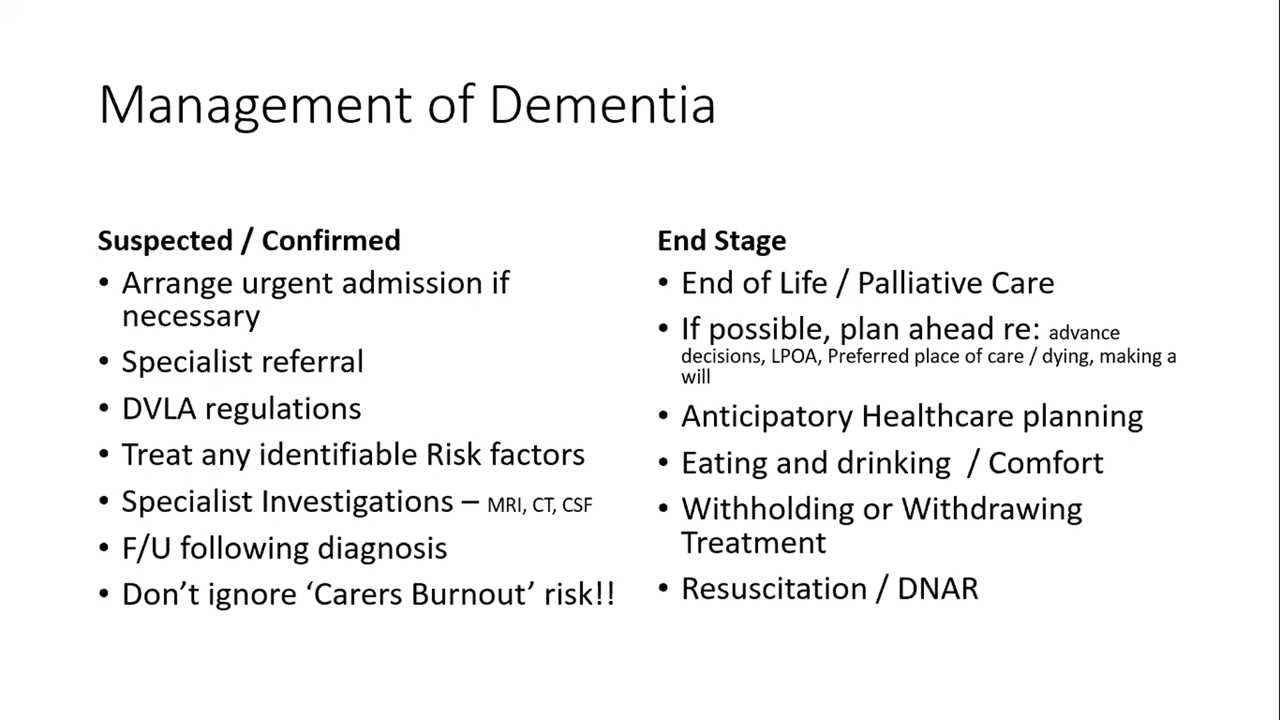 Management of Dementia
Suspected / Confirmed
• Arrange urgent admission if
necessary
• Specialist referral
• DVLA regulations
• Treat any identifiable Risk factors
• Specialist Investigations – MRI, CT, CSF
• F/U following diagnosis
• Don’t ignore ‘Carers Burnout’ risk!!
End Stage
• End of Life / Palliative Care
• If possible, plan ahead re: advance
decisions, LPOA, Preferred place of care / dying, making a
will
• Anticipatory Healthcare planning
• Eating and drinking / Comfort
• Withholding or Withdrawing
Treatment
• Resuscitation / DNAR